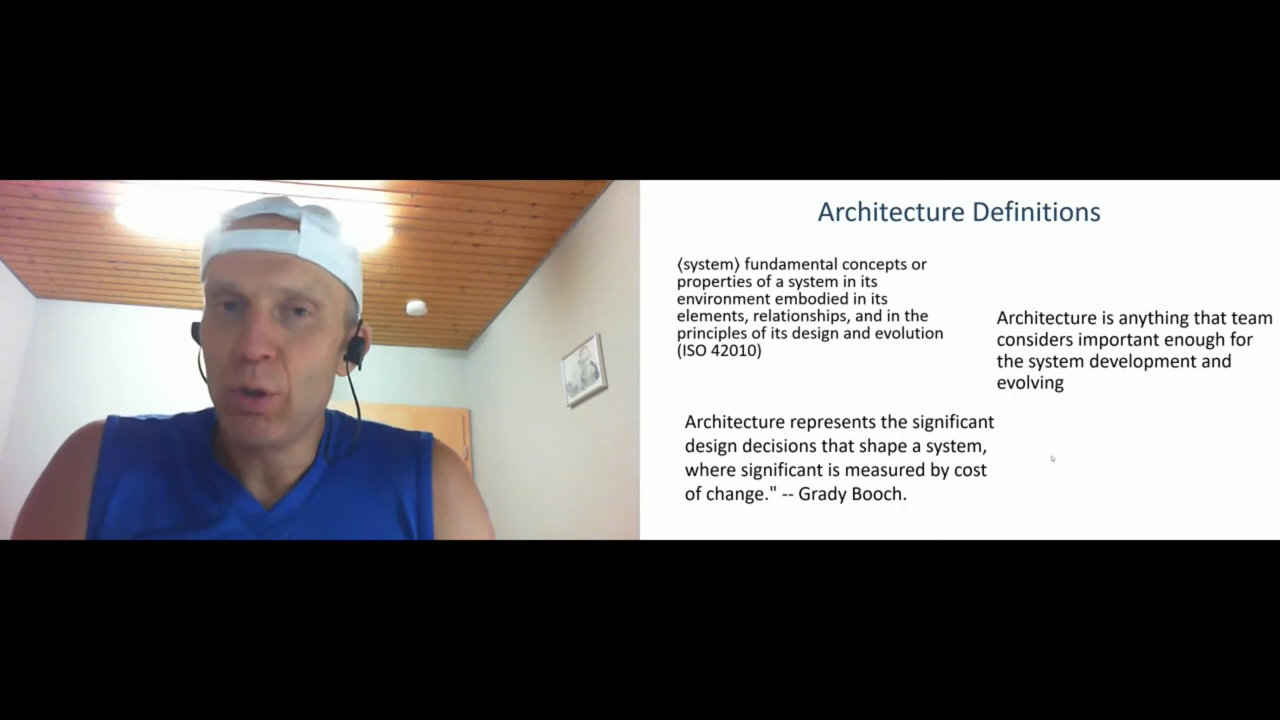 Architecture Definitions
⟨system⟩ fundamental concepts or
properties of a system in its
environment embodied in its
elements, relationships, and in the
principles of its design and evolution
(ISO 42010)
Architecture is anything that team
considers important enough for
the system development and
evolving
Architecture represents the significant
design decisions that shape a system,
where significant is measured by cost
of change." -- Grady Booch.